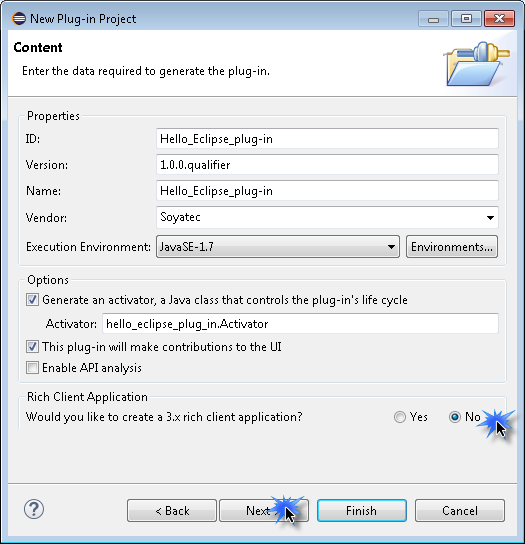 New Plug-in Project
Content
Enter the data required to generate the plug-in.
Properties
ID: Hello_Eclipse_plug-in
Version: 1.0.0.qualifier
Name: Hello_Eclipse_plug-in
Vendor: Soyatec
Execution Environment: JavaSE-1.7 Environments...
Options
Generate an activator, a Java class that controls the plug-in's life cycle
Activator: hello_eclipse_plug_in.Activator
This plug-in will make contributions to the UI
Enable API analysis
Rich Client Application
Would you like to create a 3.x rich client application? Yes No
? < Back Next Finish Cancel